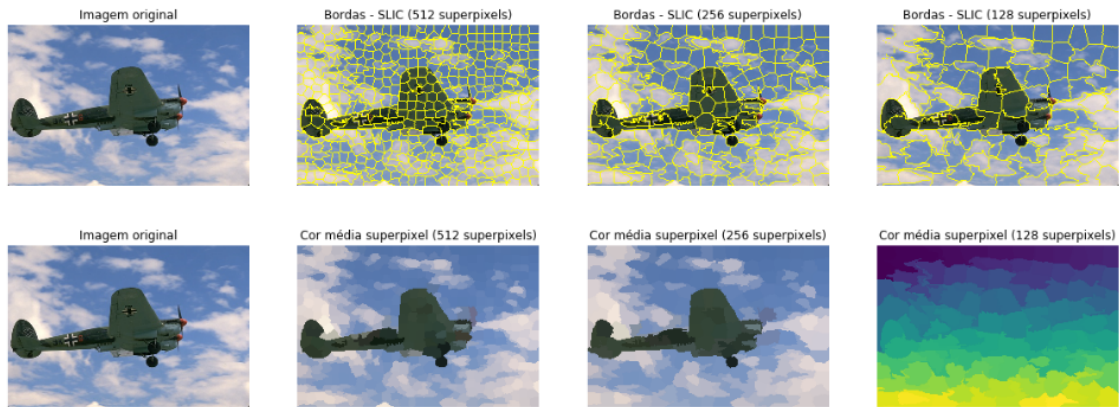 Imagem original
Bordas - SLIC (512 superpixels)
Bordas - SLIC (256 superpixels)
Bordas - SLIC (128 superpixels)
Imagem original
Cor média superpixel (512 superpixels)
Cor média superpixel (256 superpixels)
Cor média superpixel (128 superpixels)